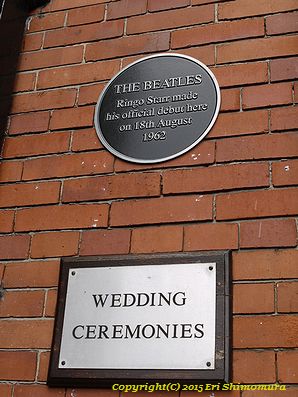 THE BEATLES
Ringo Starr made
his official debut here
on 18th August
1962
WEDDING
CEREMONIES
Copyright(C) 2015 Eri Shimomura